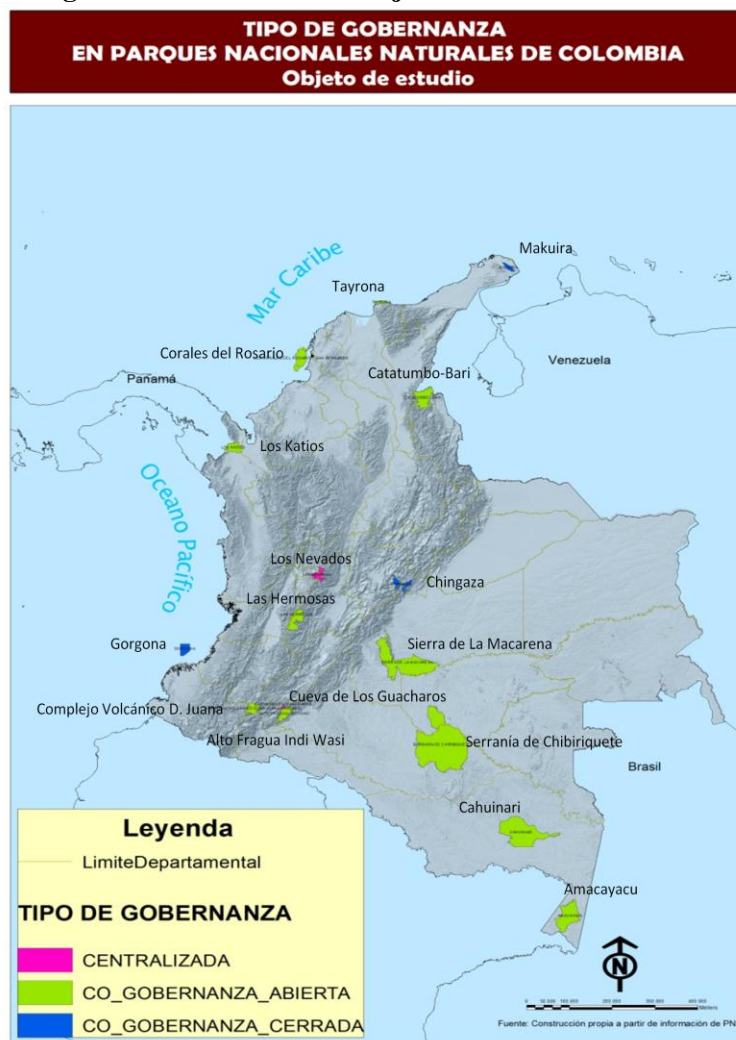 TIPO DE GOBERNANZA
EN PARQUES NACIONALES NATURALES DE COLOMBIA
Objeto de estudio
Makuira
Mar Caribe
Tayrona
Corales del Rosario
Venezuela
Catatumbo-Bari
Panamá
Los Katios
Oceano Pacífico
Los Nevados
Chingaza
Las Hermosas
Gorgona
Sierra de La Macarena
Cueva de Los Guacharos
Complejo Volcánico D. Juana
Alto Fragua Indi Wasi
Serranía de Chibiriquete
Brasil
Cahuinari
Amacayacu
Leyenda
LimiteDepartamental
TIPO DE GOBERNANZA
CENTRALIZADA
CO_GOBERNANZA_ABIERTA
CO_GOBERNANZA_CERRADA
N
Fuente: Construcción propia a partir de información de PN